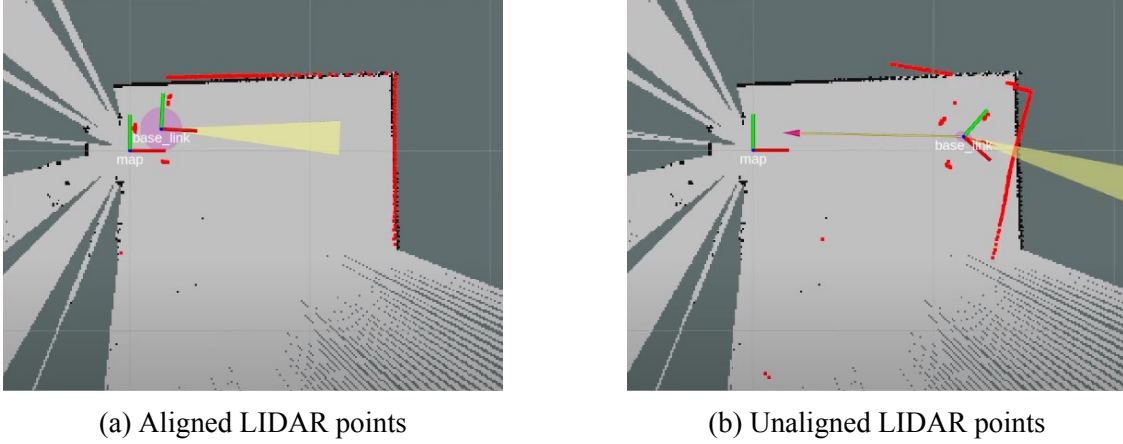 base_link
map
base_link
map
(a) Aligned LIDAR points
(b) Unaligned LIDAR points